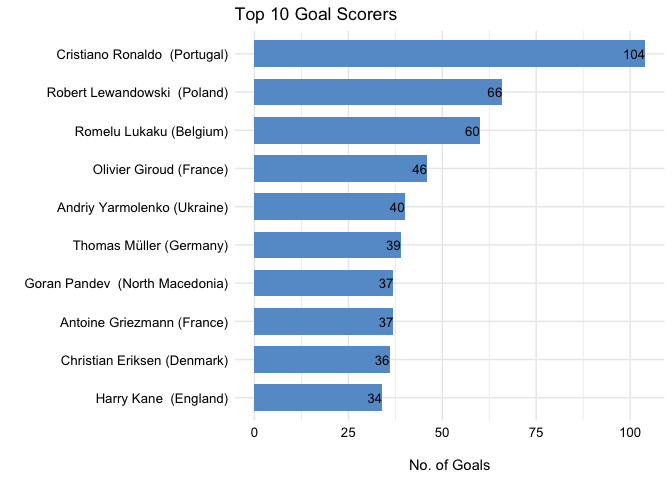 Top 10 Goal Scorers
Cristiano Ronaldo  (Portugal) 104
Robert Lewandowski  (Poland) 66
Romelu Lukaku (Belgium) 60
Olivier Giroud (France) 46
Andriy Yarmolenko (Ukraine) 40
Thomas Müller (Germany) 39
Goran Pandev  (North Macedonia) 37
Antoine Griezmann (France) 37
Christian Eriksen (Denmark) 36
Harry Kane  (England) 34
0 25 50 75 100
No. of Goals